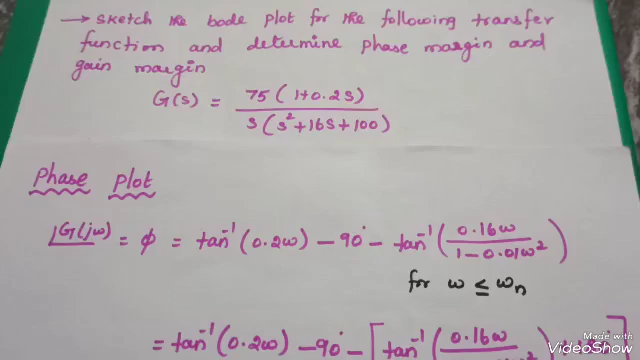 → Sketch the bode plot for the following transfer
function and determine phase margin and
gain margin
G(s) = 75(1+0.2s) / s(s²+16s+100)
Phase Plot
∠G(jω) = φ = tan⁻¹(0.2ω) − 90° − tan⁻¹(0.16ω / 1−0.01ω²)
for ω ≤ ωn
= tan⁻¹(0.2ω) − 90° − [tan⁻¹(0.16ω
Made with
VideoShow